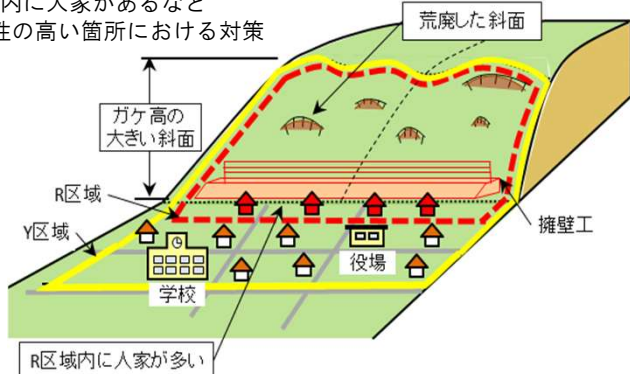 内に人家があるなど
性の高い箇所における対策
荒廃した斜面
ガケ高の
大きい斜面
R区域
Y区域
擁壁工
学校
役場
R区域内に人家が多い